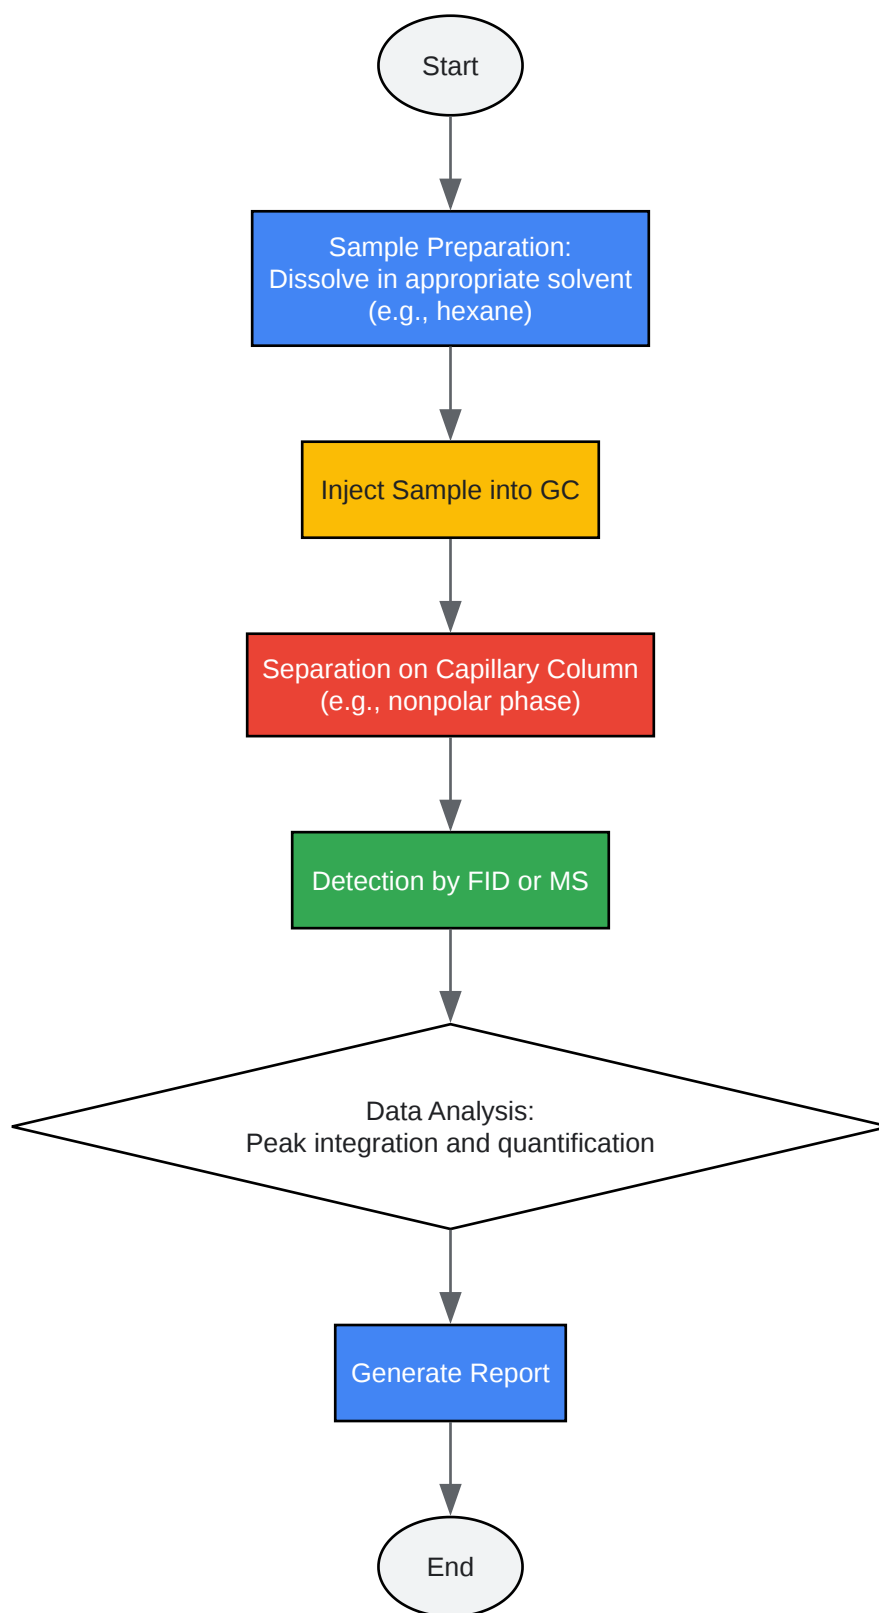 Start
Sample Preparation:
Dissolve in appropriate solvent
(e.g., hexane)
Inject Sample into GC
Separation on Capillary Column
(e.g., nonpolar phase)
Detection by FID or MS
Data Analysis:
Peak integration and quantification
Generate Report
End